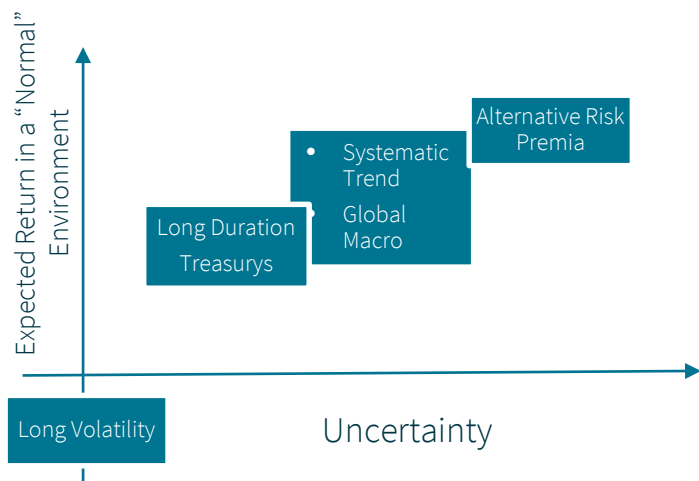 Expected Return in a “Normal”
Environment
Alternative Risk
Premia
• Systematic
Trend
• Global
Macro
Long Duration
Treasurys
Long Volatility
Uncertainty